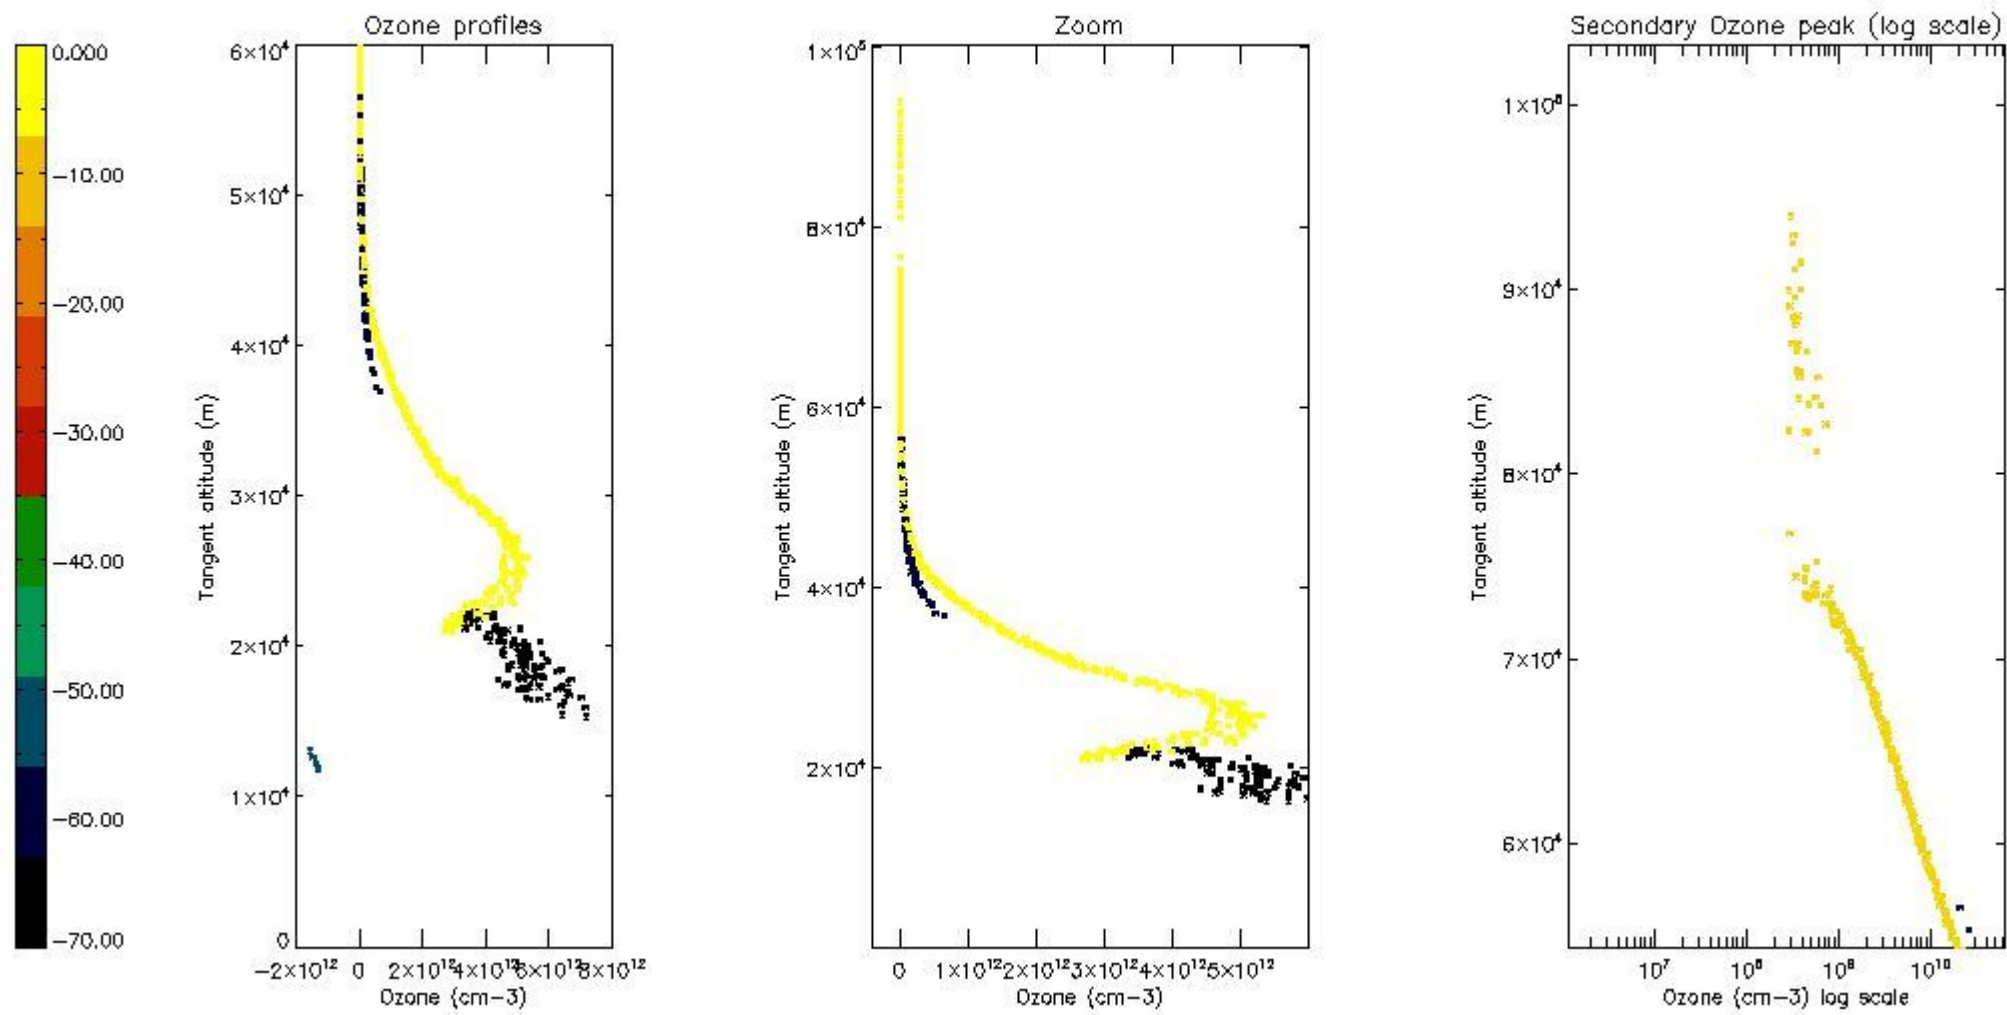 Ozone profiles
Zoom
Secondary Ozone peak (log scale)
0.000
−10.00
−20.00
−30.00
−40.00
−50.00
−60.00
−70.00
6×10⁴
5×10⁴
4×10⁴
3×10⁴
2×10⁴
1×10⁴
0
Tangent altitude (m)
−2×10¹² 0 2×10¹² 4×10¹² 6×10¹² 8×10¹²
Ozone (cm−3)
1×10⁵
8×10⁴
6×10⁴
4×10⁴
2×10⁴
Tangent altitude (m)
0 1×10¹² 2×10¹² 3×10¹² 4×10¹² 5×10¹²
Ozone (cm−3)
9×10⁴
8×10⁴
7×10⁴
6×10⁴
Tangent altitude (m)
10⁷ 10¹⁰
Ozone (cm−3) log scale